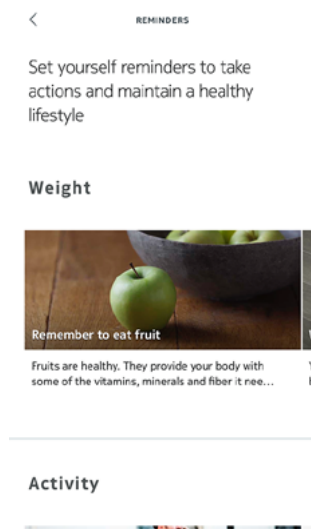 REMINDERS
Set yourself reminders to take
actions and maintain a healthy
lifestyle
Weight
Remember to eat fruit
Fruits are healthy. They provide your body with
some of the vitamins, minerals and fiber it nee...
Activity